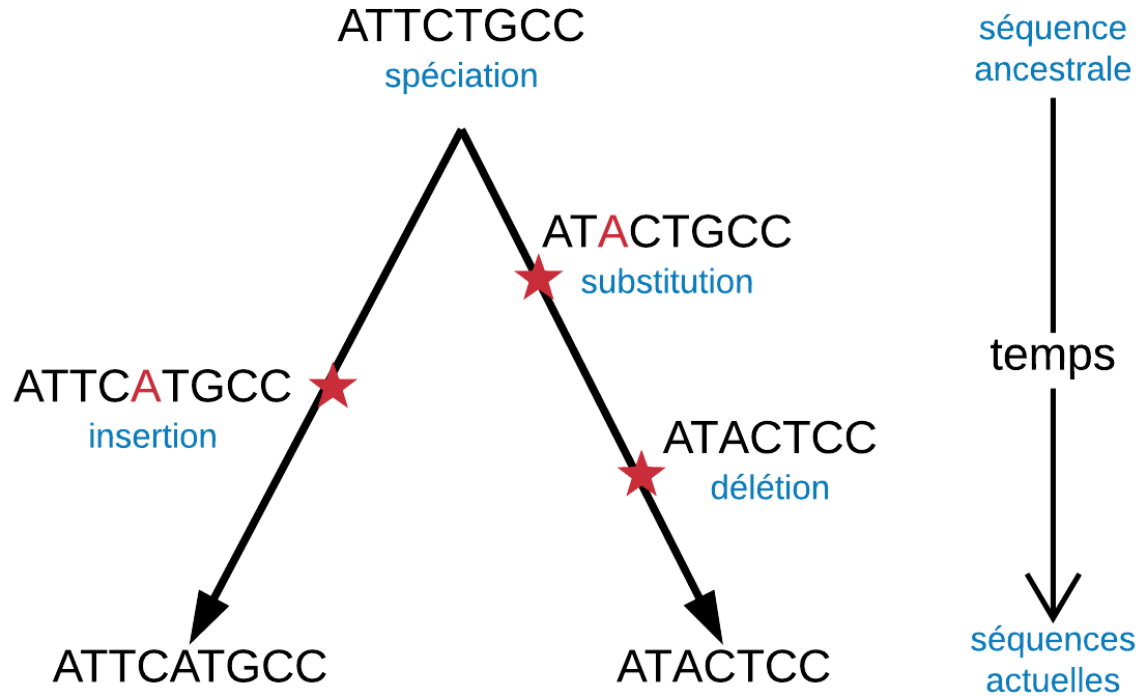 ATTCTGCC
spéciation
séquence
ancestrale
ATACTGCC
substitution
temps
ATTCATGCC
insertion
ATACTCC
délétion
ATTCATGCC
ATACTCC
séquences
actuelles